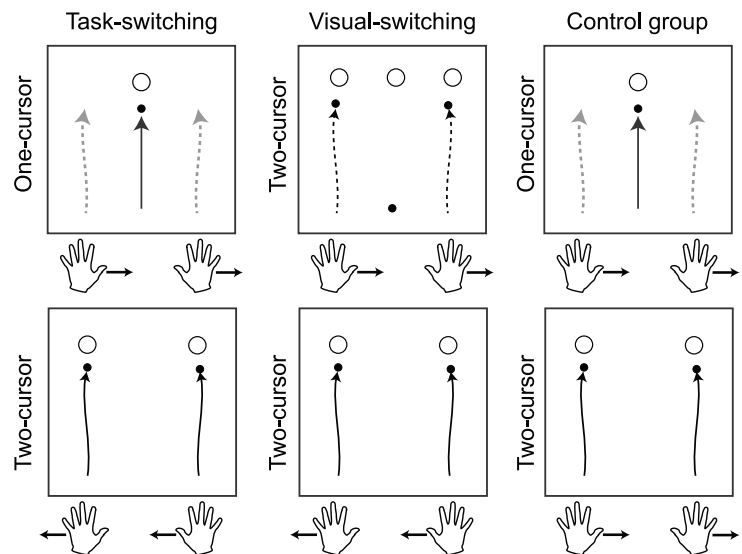 Task-switching
Visual-switching
Control group
One-cursor
Two-cursor
One-cursor
Two-cursor
Two-cursor
Two-cursor